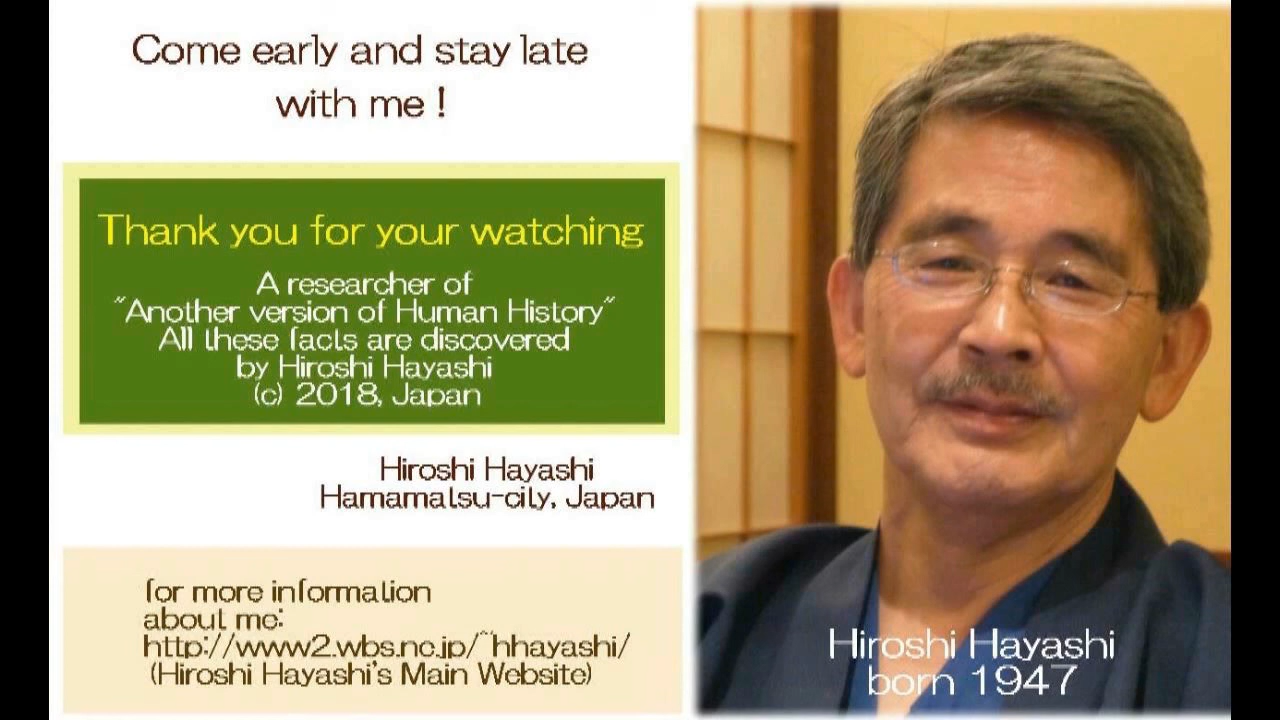 Come early and stay late
with me !
Thank you for your watching
A researcher of
"Another version of Human History"
All these facts are discovered
by Hiroshi Hayashi
(c) 2018, Japan
Hiroshi Hayashi
Hamamatsu-city, Japan
for more information
about me:
http://www2.wbs.ne.jp/~hhayashi/
(Hiroshi Hayashi's Main Website)
Hiroshi Hayashi
born 1947